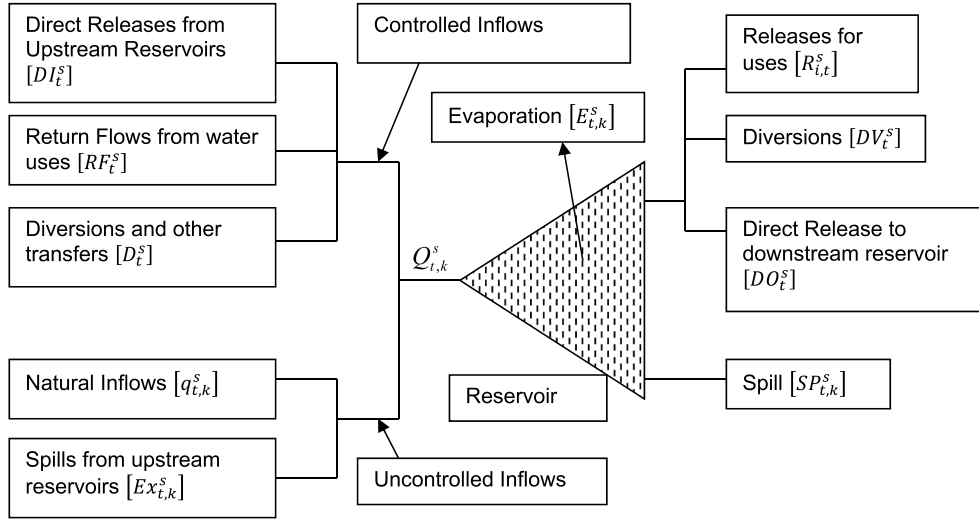 Direct Releases from
Upstream Reservoirs
[DI_t^s]
Return Flows from water
uses [RF_t^s]
Diversions and other
transfers [D_t^s]
Natural Inflows [q_{t,k}^s]
Spills from upstream
reservoirs [Ex_{t,k}^s]
Controlled Inflows
Evaporation [E_{t,k}^s]
Q_{t,k}^s
Reservoir
Uncontrolled Inflows
Releases for
uses [R_{i,t}^s]
Diversions [DV_t^s]
Direct Release to
downstream reservoir
[DO_t^s]
Spill [SP_{t,k}^s]